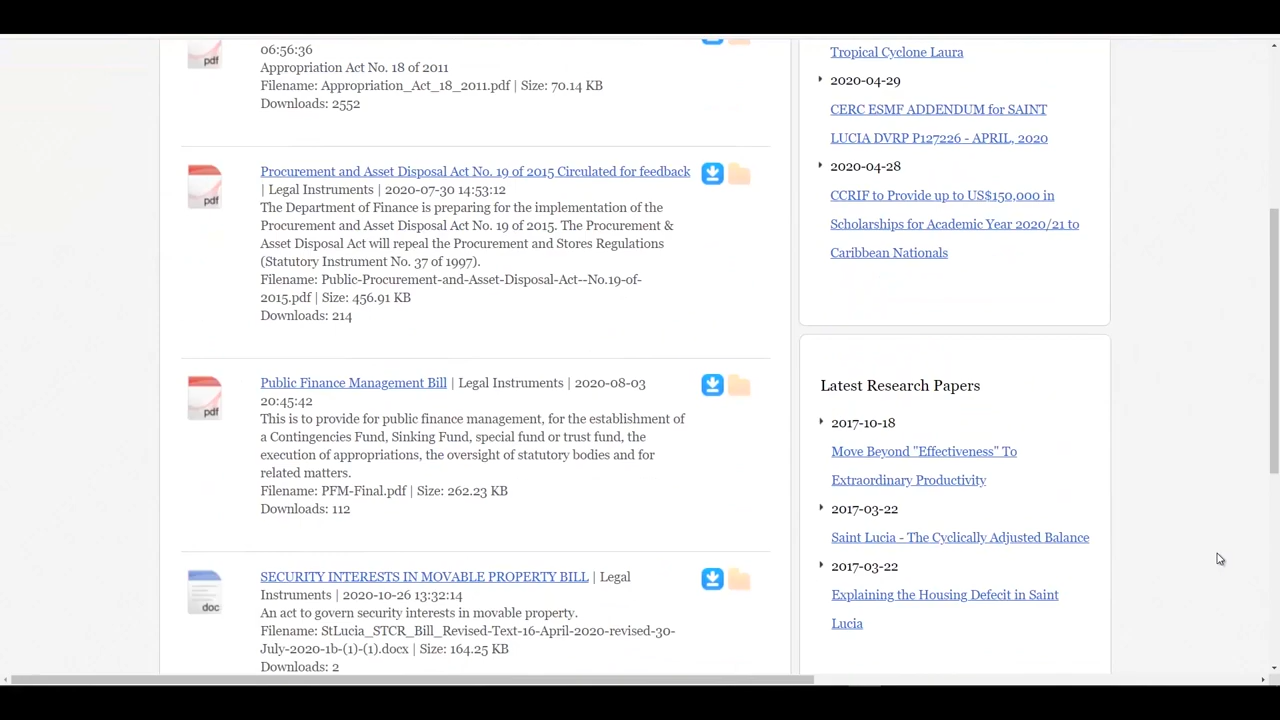 06:56:36
Appropriation Act No. 18 of 2011
Filename: Appropriation_Act_18_2011.pdf | Size: 70.14 KB
Downloads: 2552
pdf
Procurement and Asset Disposal Act No. 19 of 2015 Circulated for feedback
| Legal Instruments | 2020-07-30 14:53:12
The Department of Finance is preparing for the implementation of the
Procurement and Asset Disposal Act No. 19 of 2015. The Procurement &
Asset Disposal Act will repeal the Procurement and Stores Regulations
(Statutory Instrument No. 37 of 1997).
Filename: Public-Procurement-and-Asset-Disposal-Act--No.19-of-
2015.pdf | Size: 456.91 KB
Downloads: 214
pdf
Public Finance Management Bill | Legal Instruments | 2020-08-03
20:45:42
This is to provide for public finance management, for the establishment of
a Contingencies Fund, Sinking Fund, special fund or trust fund, the
execution of appropriations, the oversight of statutory bodies and for
related matters.
Filename: PFM-Final.pdf | Size: 262.23 KB
Downloads: 112
pdf
SECURITY INTERESTS IN MOVABLE PROPERTY BILL | Legal
Instruments | 2020-10-26 13:32:14
An act to govern security interests in movable property.
Filename: StLucia_STCR_Bill_Revised-Text-16-April-2020-revised-30-
July-2020-1b-(1)-(1).docx | Size: 164.25 KB
Downloads: 2
doc
Tropical Cyclone Laura
2020-04-29
CERC ESMF ADDENDUM for SAINT
LUCIA DVRP P127226 - APRIL, 2020
2020-04-28
CCRIF to Provide up to US$150,000 in
Scholarships for Academic Year 2020/21 to
Caribbean Nationals
Latest Research Papers
2017-10-18
Move Beyond "Effectiveness" To
Extraordinary Productivity
2017-03-22
Saint Lucia - The Cyclically Adjusted Balance
2017-03-22
Explaining the Housing Defecit in Saint
Lucia